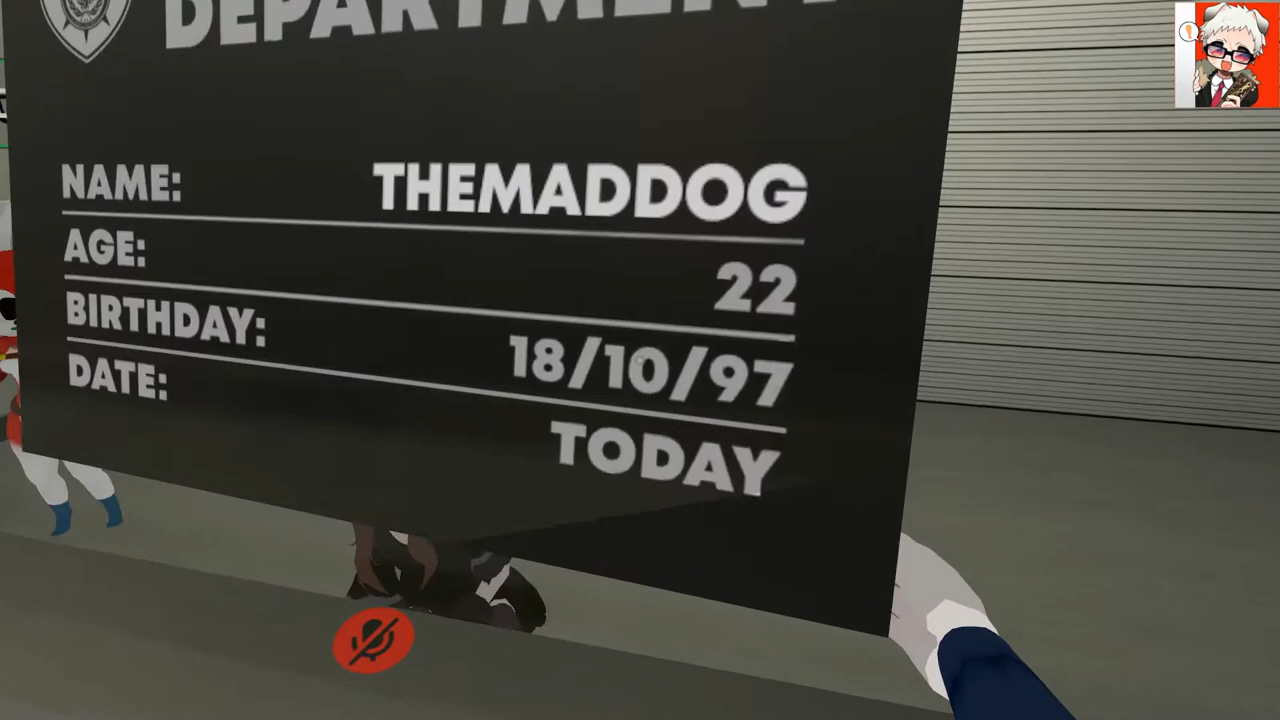 DEPARTMENT
NAME: THEMADDOG
AGE: 22
BIRTHDAY: 18/10/97
DATE: TODAY